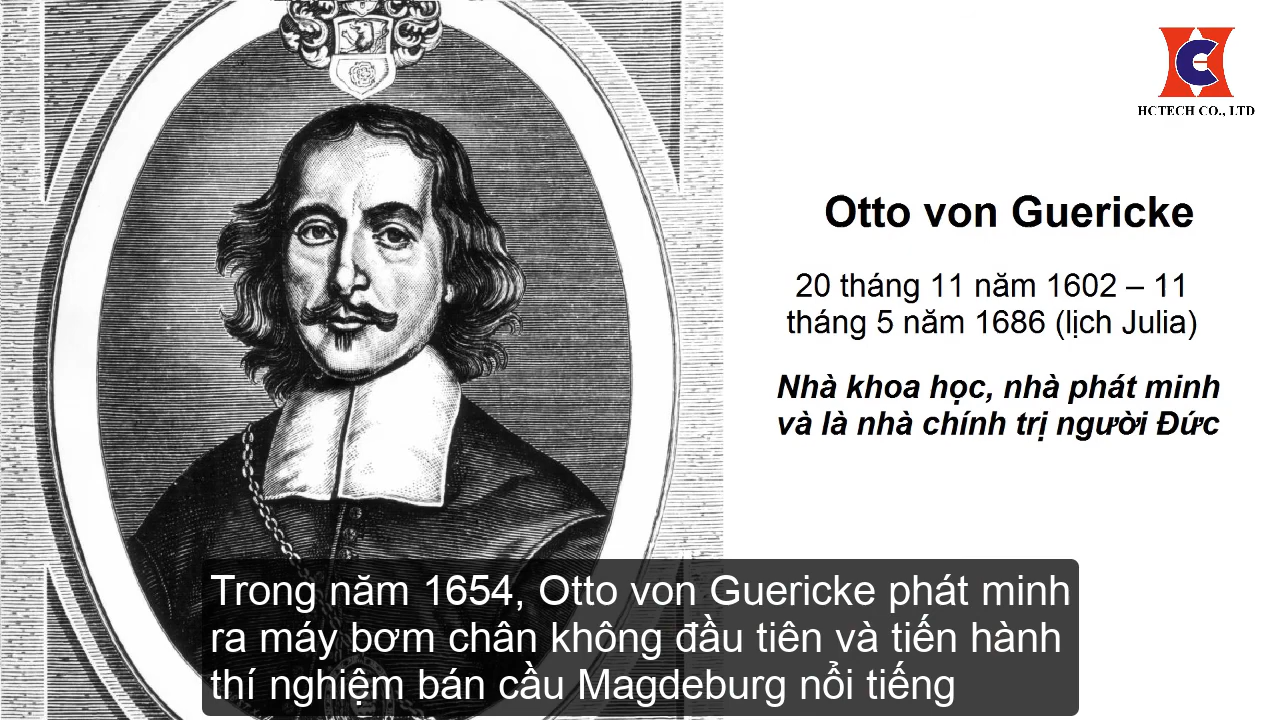 HCTECH CO., LTD
Otto von Guericke
20 tháng 11 năm 1602 – 11
tháng 5 năm 1686 (lịch Julia)
Nhà khoa học, nhà phát minh
và là nhà chính trị người Đức
Trong năm 1654, Otto von Guericke phát minh
ra máy bơm chân không đầu tiên và tiến hành
thí nghiệm bán cầu Magdeburg nổi tiếng